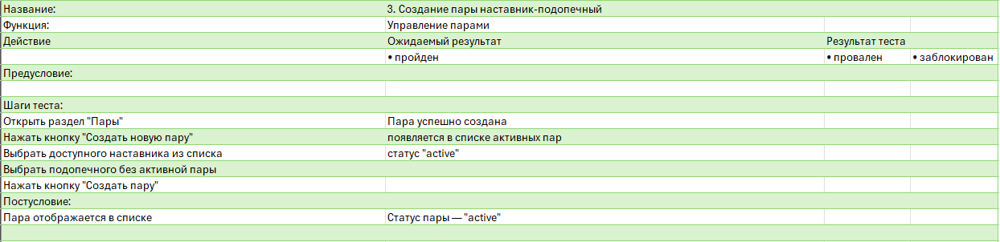 Название: 3. Создание пары наставник-подопечный
Функция: Управление парами
Действие Ожидаемый результат Результат теста
• пройден • провален • заблокирован
Предусловие:
Шаги теста:
Открыть раздел "Пары" Пара успешно создана
Нажать кнопку "Создать новую пару" появляется в списке активных пар
Выбрать доступного наставника из списка статус "active"
Выбрать подопечного без активной пары
Нажать кнопку "Создать пару"
Постусловие:
Пара отображается в списке Статус пары — "active"